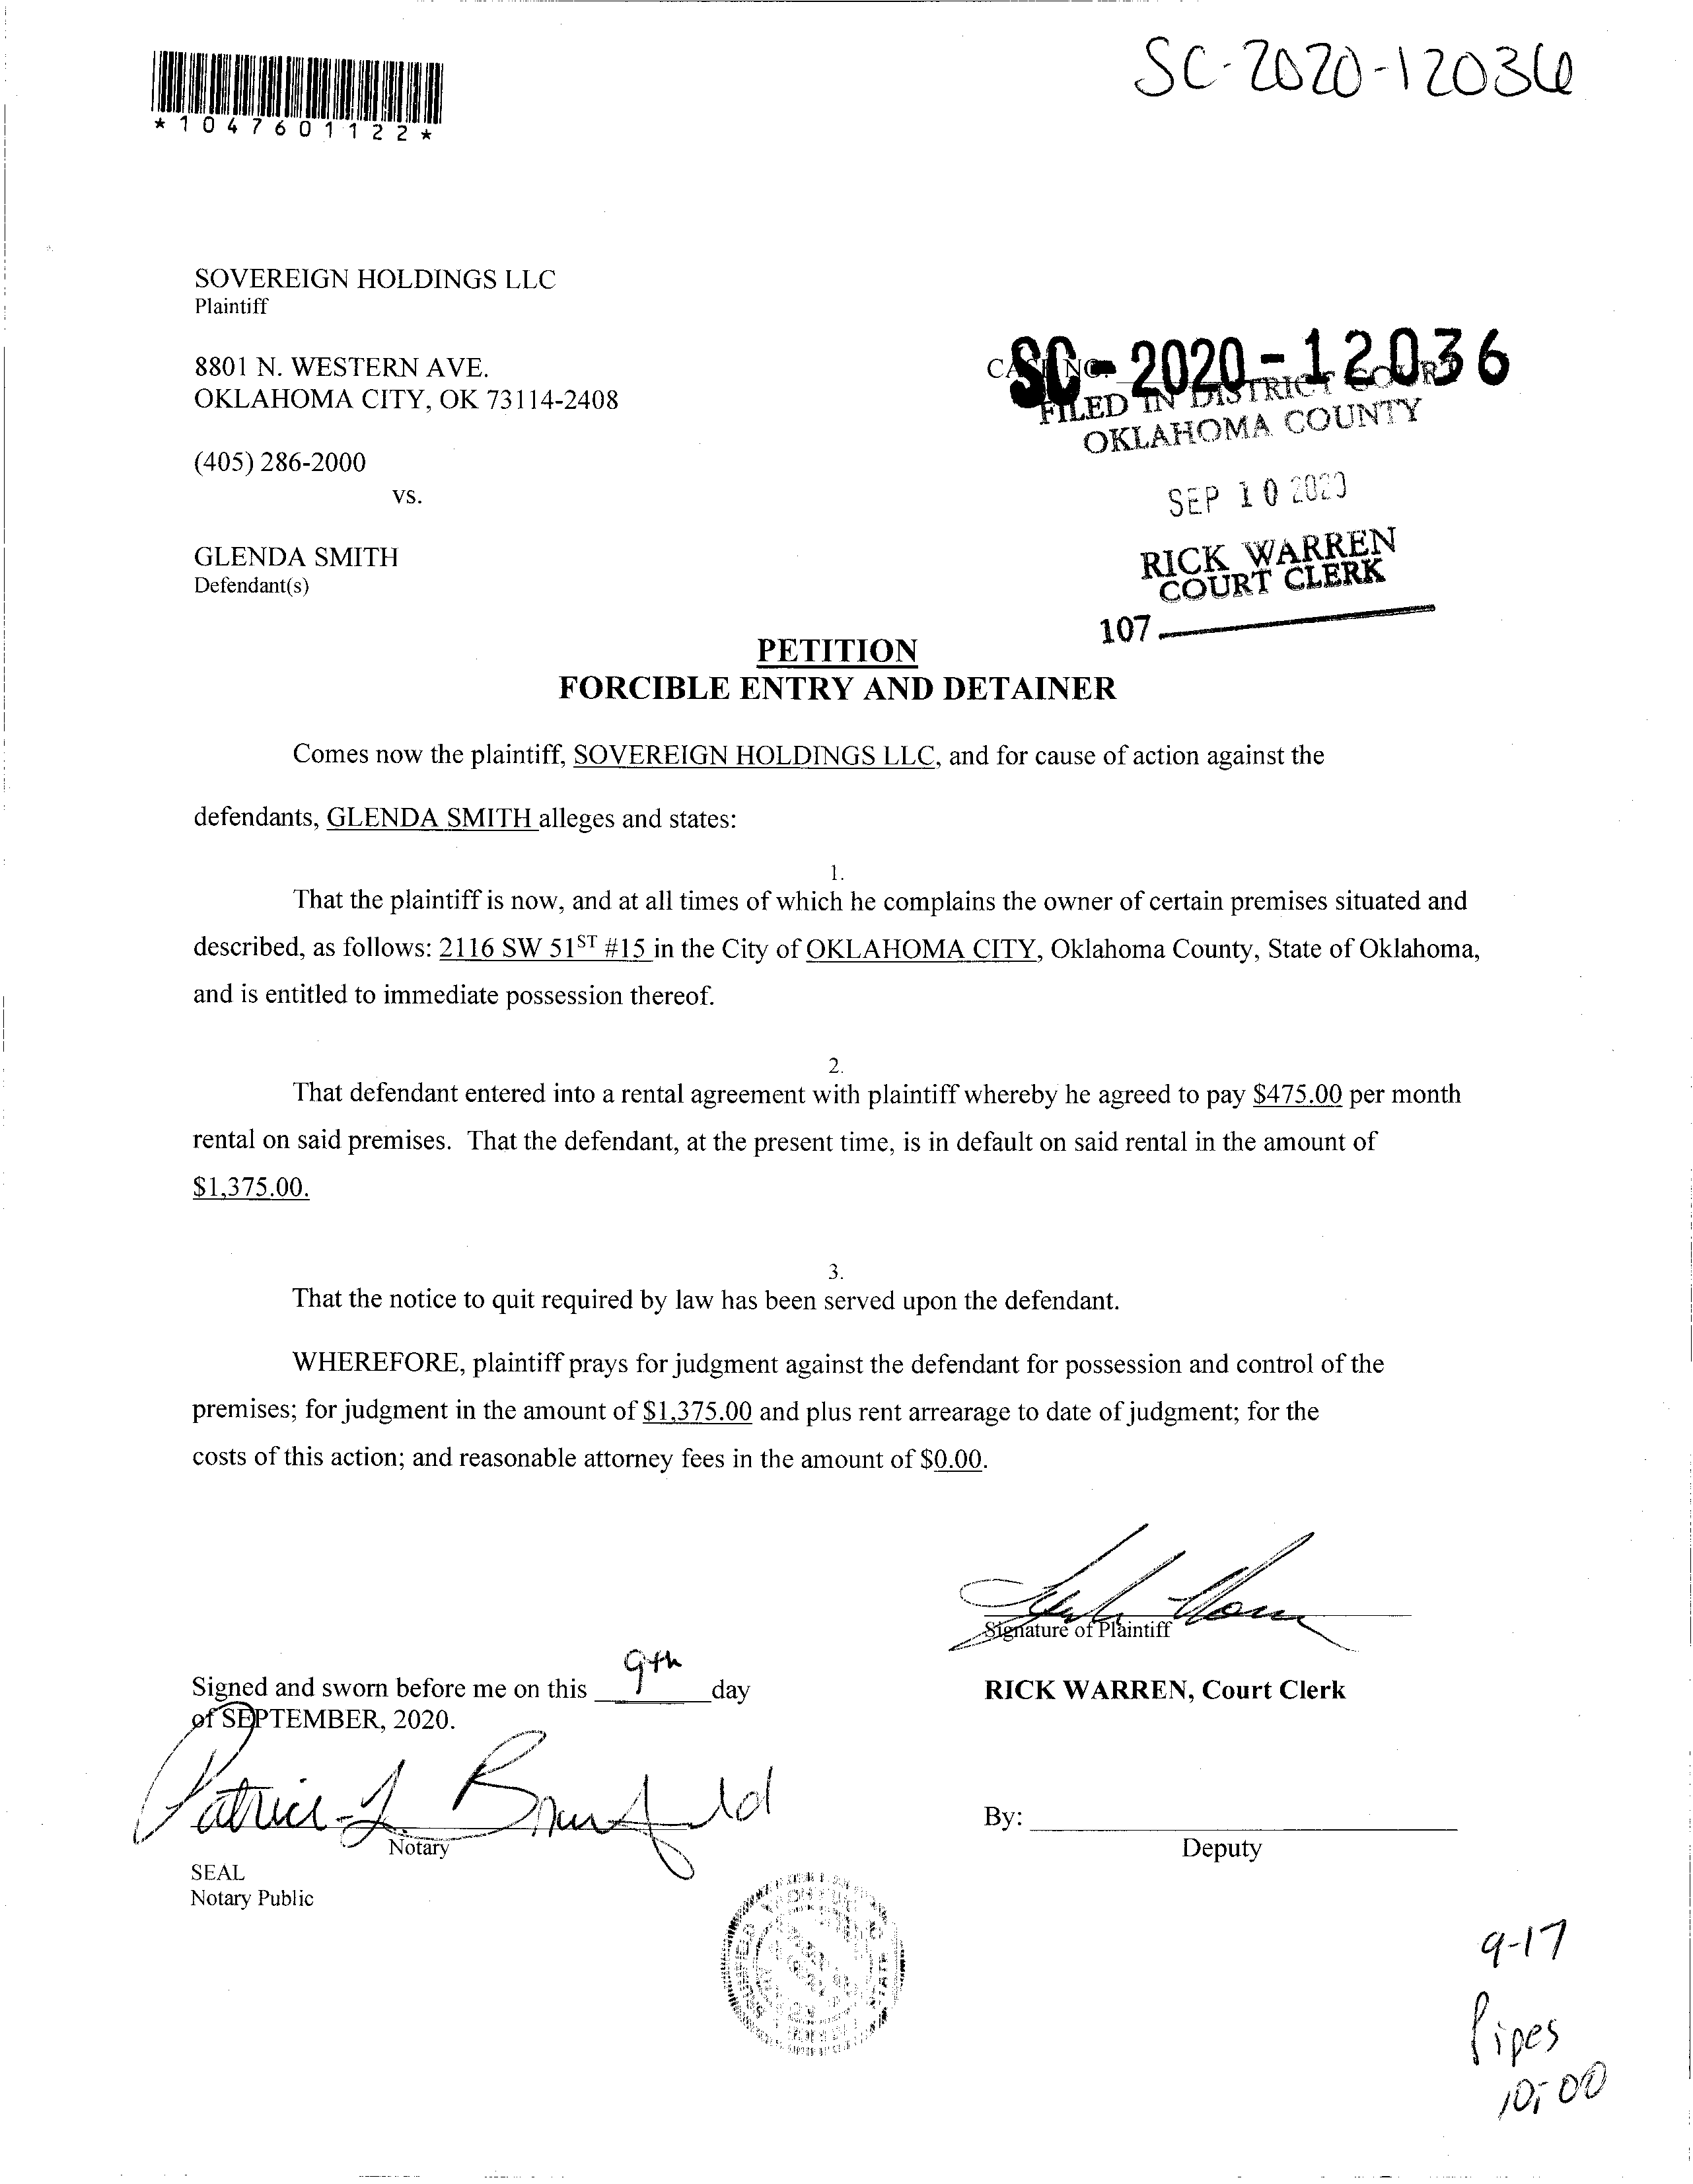 SC-2020-12036
*1047601122*
SOVEREIGN HOLDINGS LLC
Plaintiff
8801 N. WESTERN AVE.
OKLAHOMA CITY, OK 73114-2408
SC-2020-12036
FILED IN DISTRICT COURT
OKLAHOMA COUNTY
(405) 286-2000
vs.
SEP 10 2020
GLENDA SMITH
Defendant(s)
RICK WARREN
COURT CLERK
107
PETITION
FORCIBLE ENTRY AND DETAINER
Comes now the plaintiff, SOVEREIGN HOLDINGS LLC, and for cause of action against the
defendants, GLENDA SMITH alleges and states:
1.
That the plaintiff is now, and at all times of which he complains the owner of certain premises situated and
described, as follows: 2116 SW 51ST #15 in the City of OKLAHOMA CITY, Oklahoma County, State of Oklahoma,
and is entitled to immediate possession thereof.
2.
That defendant entered into a rental agreement with plaintiff whereby he agreed to pay $475.00 per month
rental on said premises. That the defendant, at the present time, is in default on said rental in the amount of
$1,375.00.
3.
That the notice to quit required by law has been served upon the defendant.
WHEREFORE, plaintiff prays for judgment against the defendant for possession and control of the
premises; for judgment in the amount of $1,375.00 and plus rent arrearage to date of judgment; for the
costs of this action; and reasonable attorney fees in the amount of $0.00.
Signature of Plaintiff
Signed and sworn before me on this 9th day
of SEPTEMBER, 2020.
RICK WARREN, Court Clerk
Notary
By:
Deputy
SEAL
Notary Public
9-17
Pipes
10:00